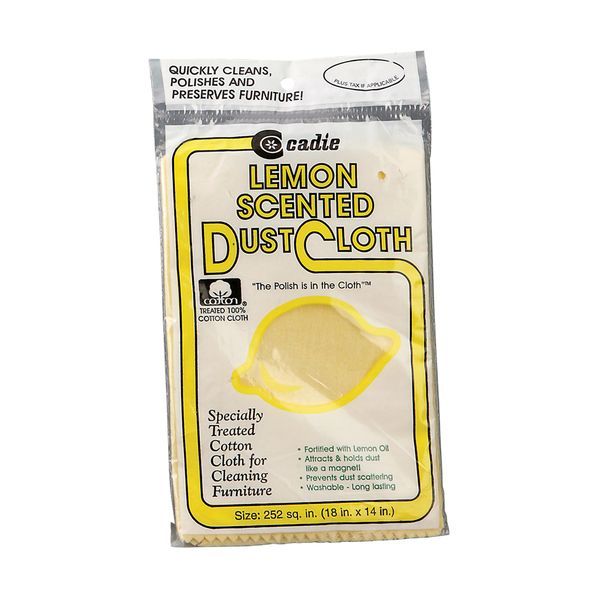 QUICKLY CLEANS,
POLISHES AND
PRESERVES FURNITURE!
PLUS TAX IF APPLICABLE
cadie
LEMON
SCENTED
DUST CLOTH
"The Polish is in the Cloth"™
cotton®
TREATED 100%
COTTON CLOTH
Specially
Treated
Cotton
Cloth for
Cleaning
Furniture
• Fortified with Lemon Oil
• Attracts & holds dust
like a magnet!
• Prevents dust scattering
• Washable - Long lasting
Size: 252 sq. in. (18 in. x 14 in.)